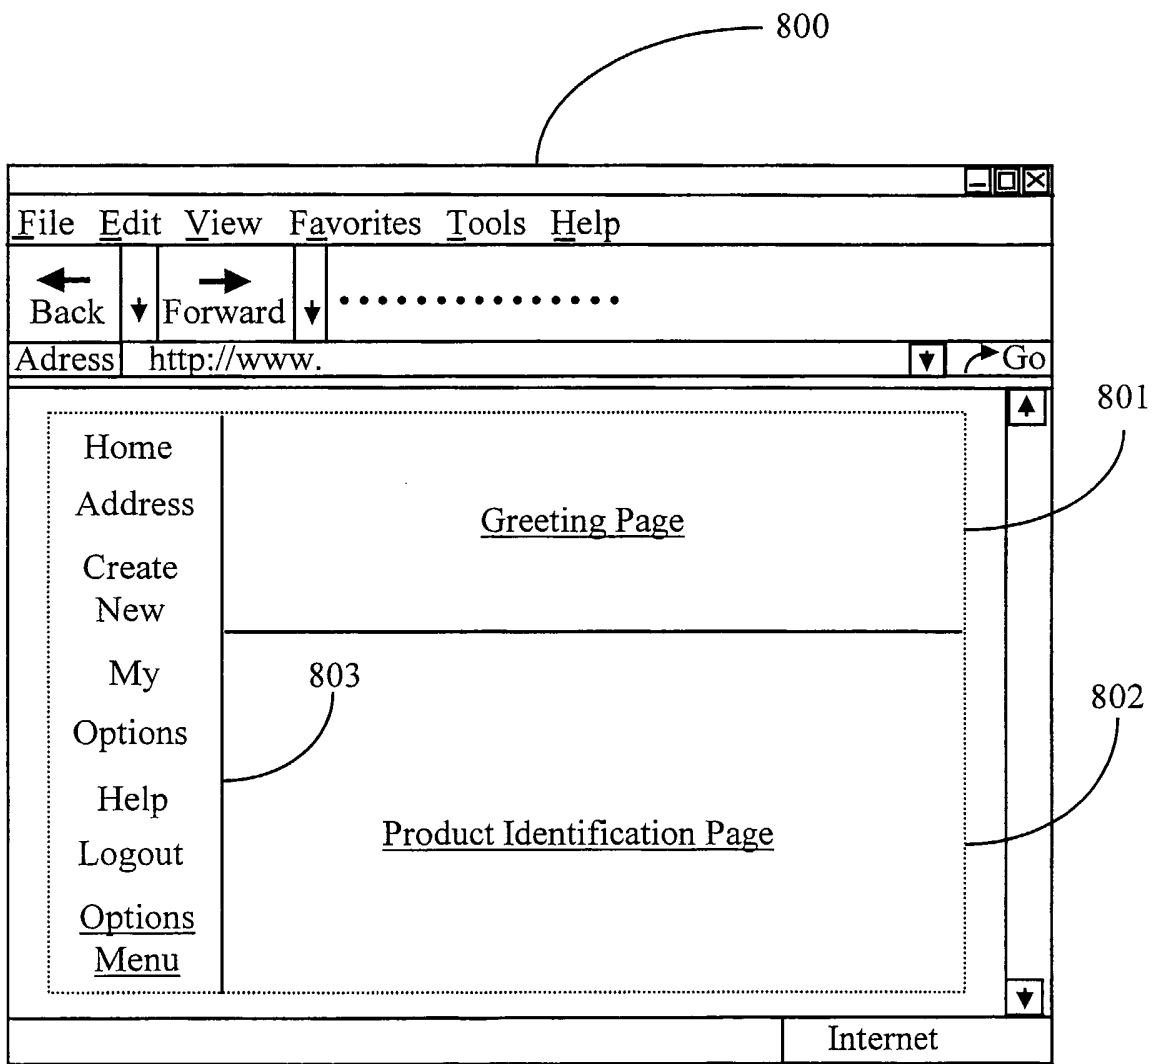 800
File Edit View Favorites Tools Help
Back Forward
Adress http://www. Go
801
Home
Address
Greeting Page
Create
New
My
803
802
Options
Help
Product Identification Page
Logout
Options
Menu
Internet